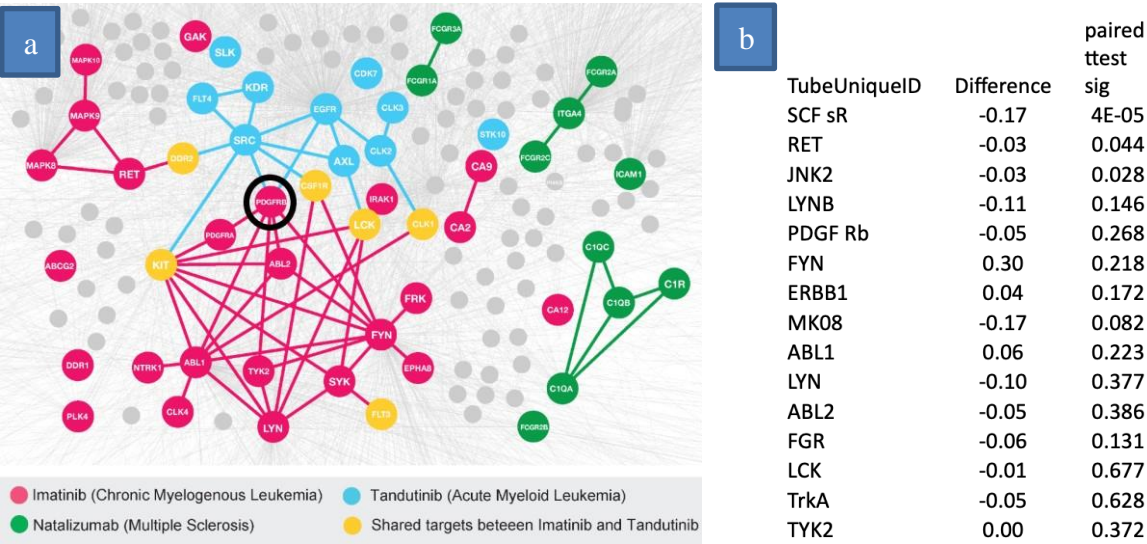 a
GAK
SLK
MAPK10
FCGR3A
FCGR1A
FCGR2A
CDK7
KDR
FLT4
EGFR
CLK3
ITGA4
MAPK9
SRC
STK10
CLK2
FCGR2C
DDR2
AXL
MAPK8
RET
CA9
ICAM1
CSF1R
IRAK1
PDGFRB
LCK
CLK1
CA2
PDGFRA
ABCG2
KIT
ABL2
C1QC
C1R
C1QB
FRK
CA12
FYN
DDR1
NTRK1
ABL1
TYK2
EPHA8
SYK
C1QA
PLK4
CLK4
FLT3
LYN
FCGR2B
Imatinib (Chronic Myelogenous Leukemia)
Tandutinib (Acute Myeloid Leukemia)
Natalizumab (Multiple Sclerosis)
Shared targets beteen Imatinib and Tandutinib
b
paired
ttest
TubeUniqueID Difference sig
SCF sR -0.17 4E-05
RET -0.03 0.044
JNK2 -0.03 0.028
LYNB -0.11 0.146
PDGF Rb -0.05 0.268
FYN 0.30 0.218
ERBB1 0.04 0.172
MK08 -0.17 0.082
ABL1 0.06 0.223
LYN -0.10 0.377
ABL2 -0.05 0.386
FGR -0.06 0.131
LCK -0.01 0.677
TrkA -0.05 0.628
TYK2 0.00 0.372